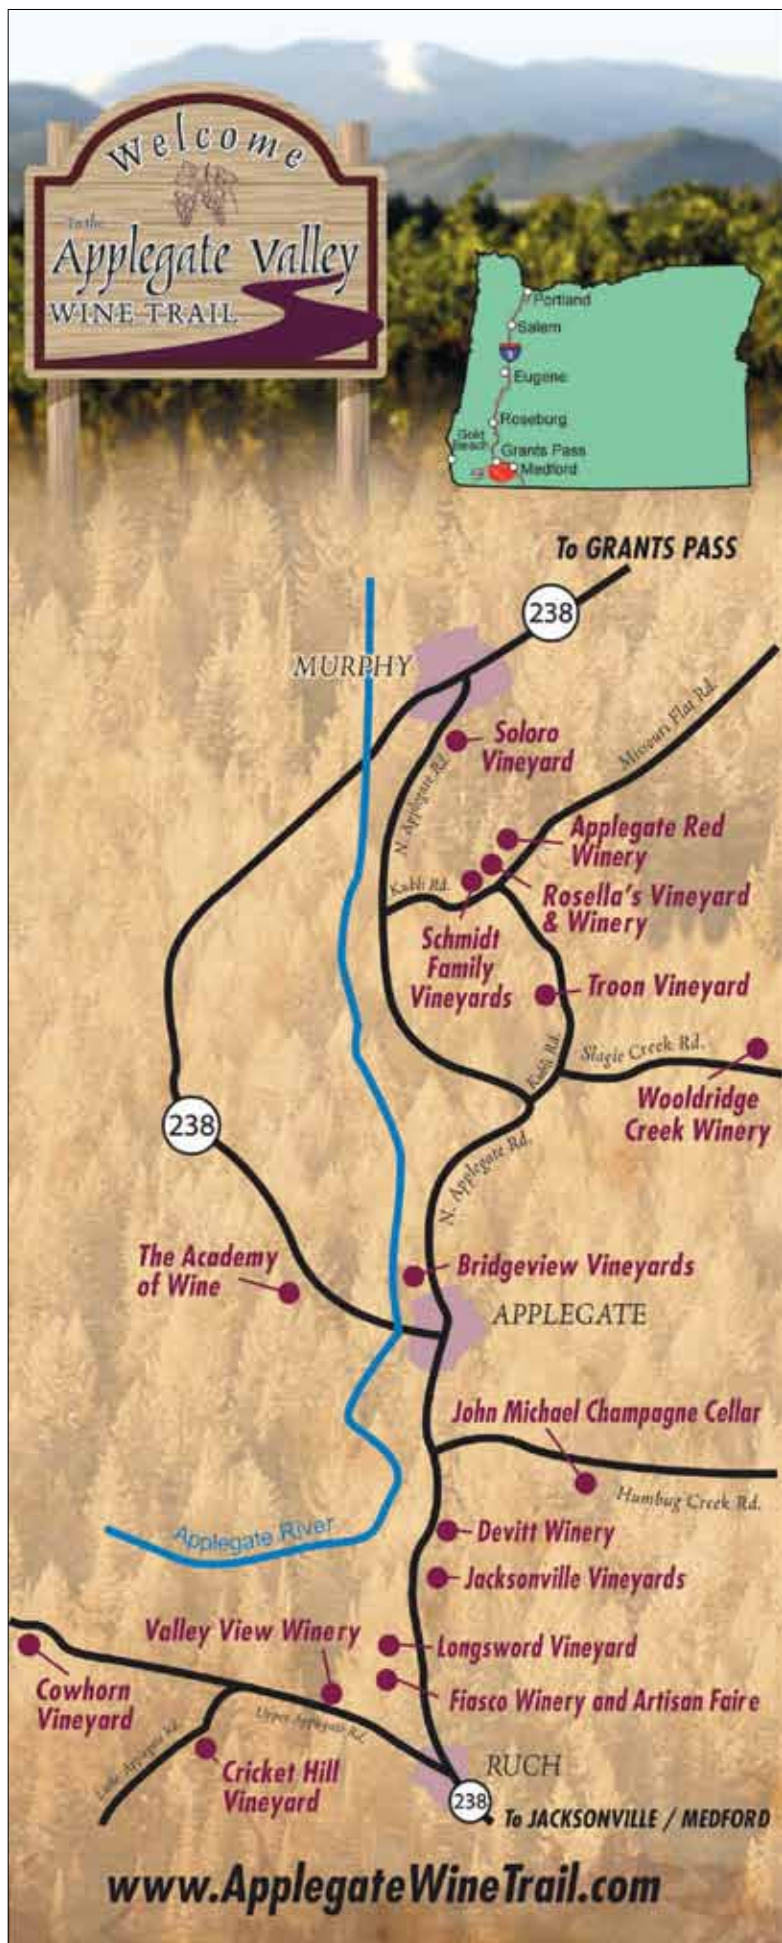 Welcome
to the
Applegate Valley
WINE TRAIL
Portland
Salem
5
Eugene
Roseburg
Gold
Beach
Grants Pass
Medford
To GRANTS PASS
238
MURPHY
Missouri Flat Rd.
Soloro
Vineyard
N. Applegate Rd.
Applegate Red
Winery
Kubli Rd.
Rosella's Vineyard
& Winery
Schmidt
Family
Vineyards
Troon Vineyard
Kubli Rd.
Slagle Creek Rd.
Wooldridge
Creek Winery
238
N. Applegate Rd.
The Academy
of Wine
Bridgeview Vineyards
APPLEGATE
John Michael Champagne Cellar
Humbug Creek Rd.
Applegate River
Devitt Winery
Jacksonville Vineyards
Valley View Winery
Longsword Vineyard
Cowhorn
Vineyard
Fiasco Winery and Artisan Faire
Upper Applegate Rd.
Little Applegate Rd.
Cricket Hill
Vineyard
RUCH
238
To JACKSONVILLE / MEDFORD
www.ApplegateWineTrail.com